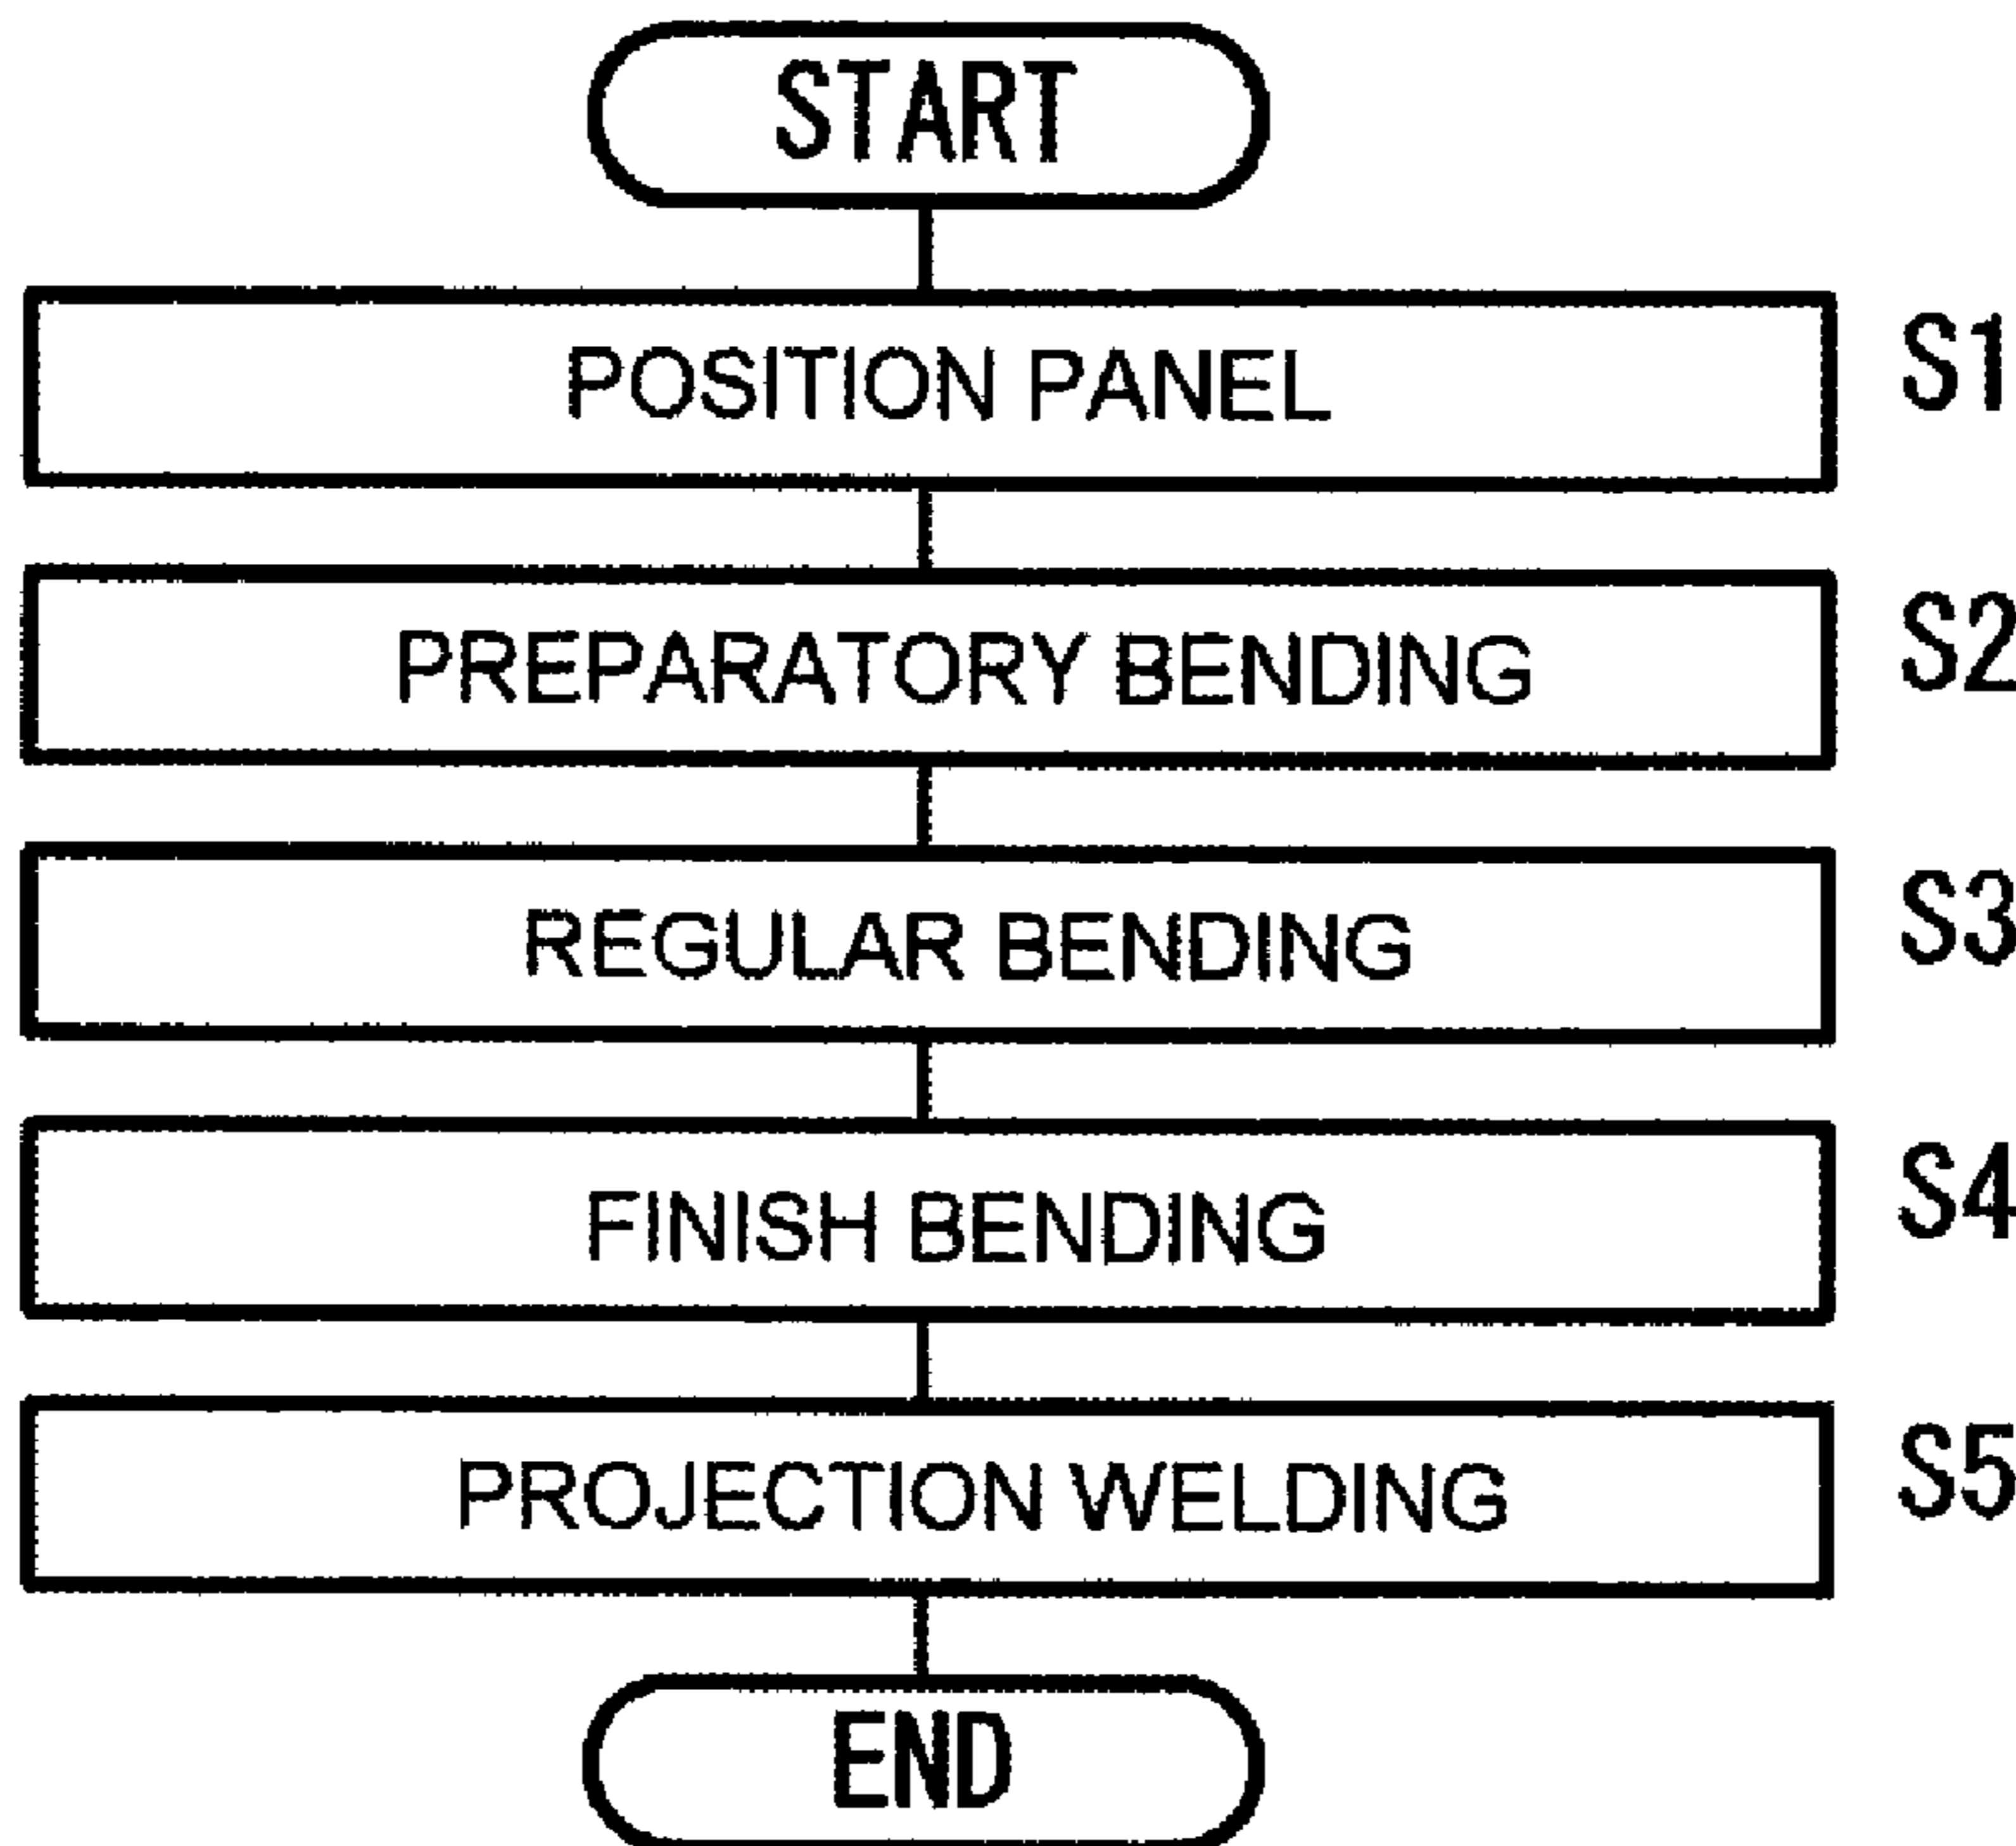 START
POSITION PANEL S1
PREPARATORY BENDING S2
REGULAR BENDING S3
FINISH BENDING S4
PROJECTION WELDING S5
END